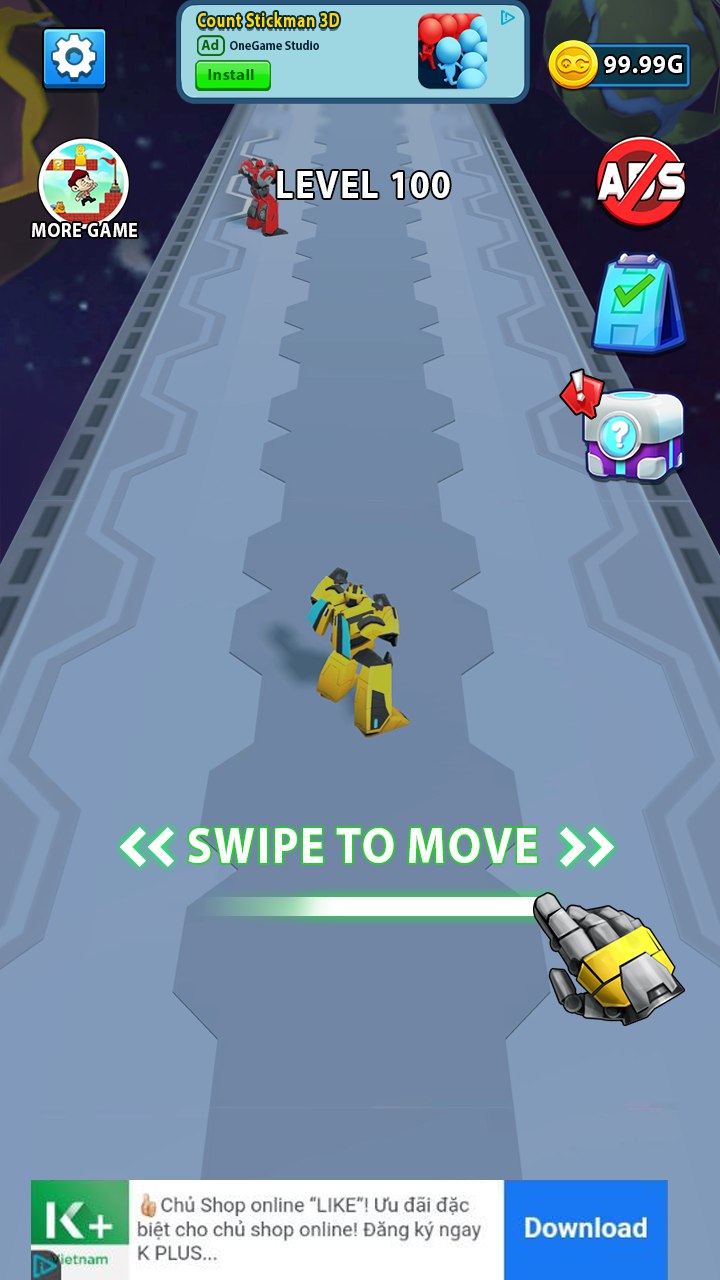 Count Stickman 3D
Ad OneGame Studio
Install
99.99G
LEVEL 100
ADS
MORE GAME
?
SWIPE TO MOVE
K+
Vietnam
👍Chủ Shop online “LIKE”! Ưu đãi đặc
biệt cho chủ shop online! Đăng ký ngay
K PLUS...
Download